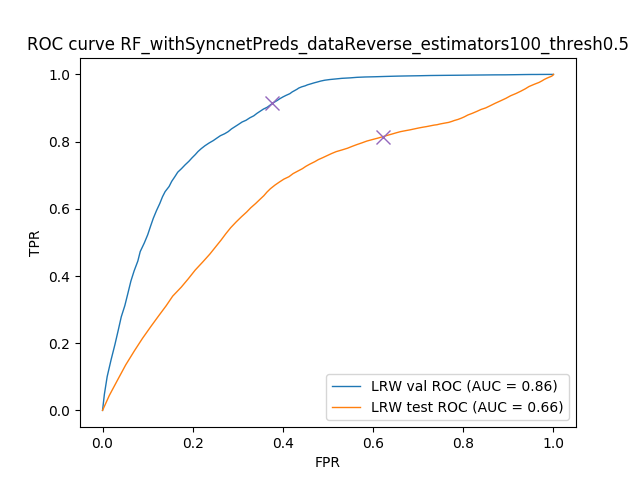 ROC curve RF_withSyncnetPreds_dataReverse_estimators100_thresh0.5
1.0
0.8
0.6
0.4
0.2
0.0
TPR
0.0 0.2 0.4 0.6 0.8 1.0
FPR
LRW val ROC (AUC = 0.86)
LRW test ROC (AUC = 0.66)